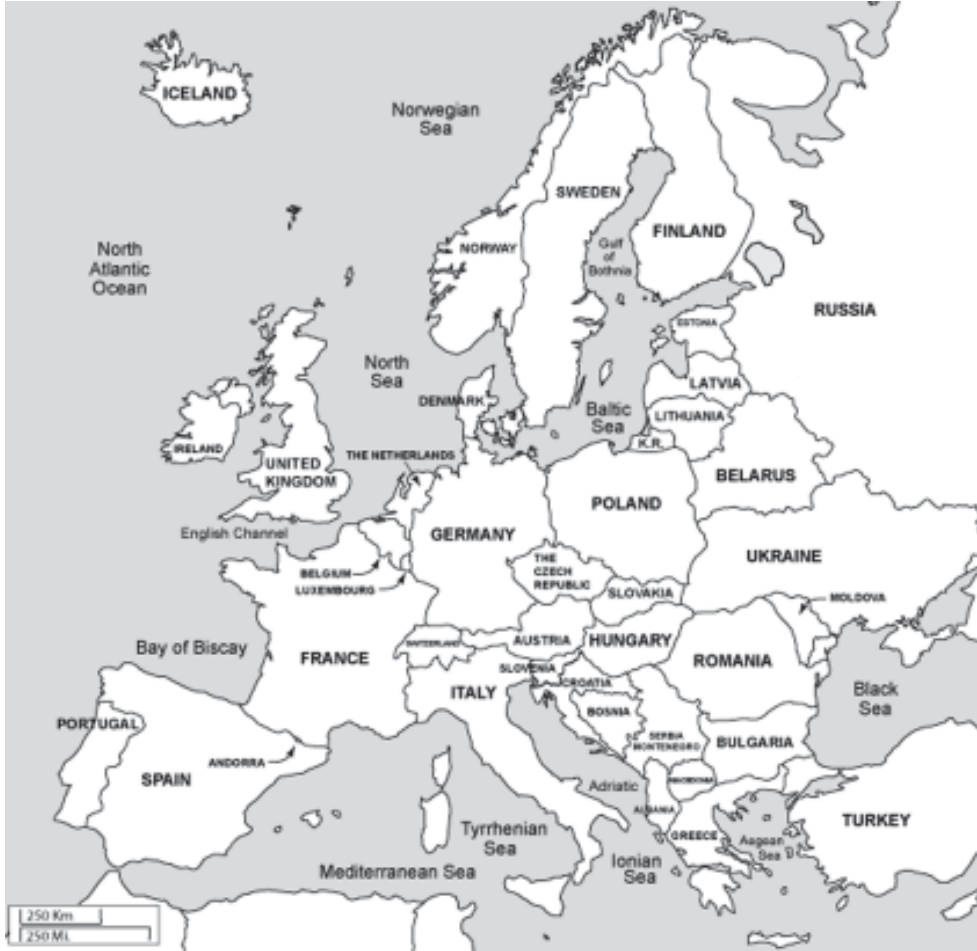 ICELAND
Norwegian
Sea
SWEDEN
FINLAND
NORWAY
Gulf
of
Bothnia
North
Atlantic
Ocean
RUSSIA
ESTONIA
North
Sea
LATVIA
DENMARK
Baltic
Sea
LITHUANIA
K.R.
IRELAND
THE NETHERLANDS
UNITED
KINGDOM
BELARUS
POLAND
English Channel
GERMANY
UKRAINE
THE
CZECH
REPUBLIC
BELGIUM
LUXEMBOURG
SLOVAKIA
MOLDOVA
Bay of Biscay
FRANCE
SWITZERLAND
AUSTRIA
HUNGARY
ROMANIA
SLOVENIA
CROATIA
ITALY
Black
Sea
BOSNIA
PORTUGAL
SERBIA
MONTENEGRO
BULGARIA
ANDORRA
SPAIN
MACEDONIA
Adriatic
ALBANIA
TURKEY
Tyrrhenian
Sea
GREECE
Aegean
Sea
Ionian
Sea
Mediterranean Sea
250 Km
250 Mi.